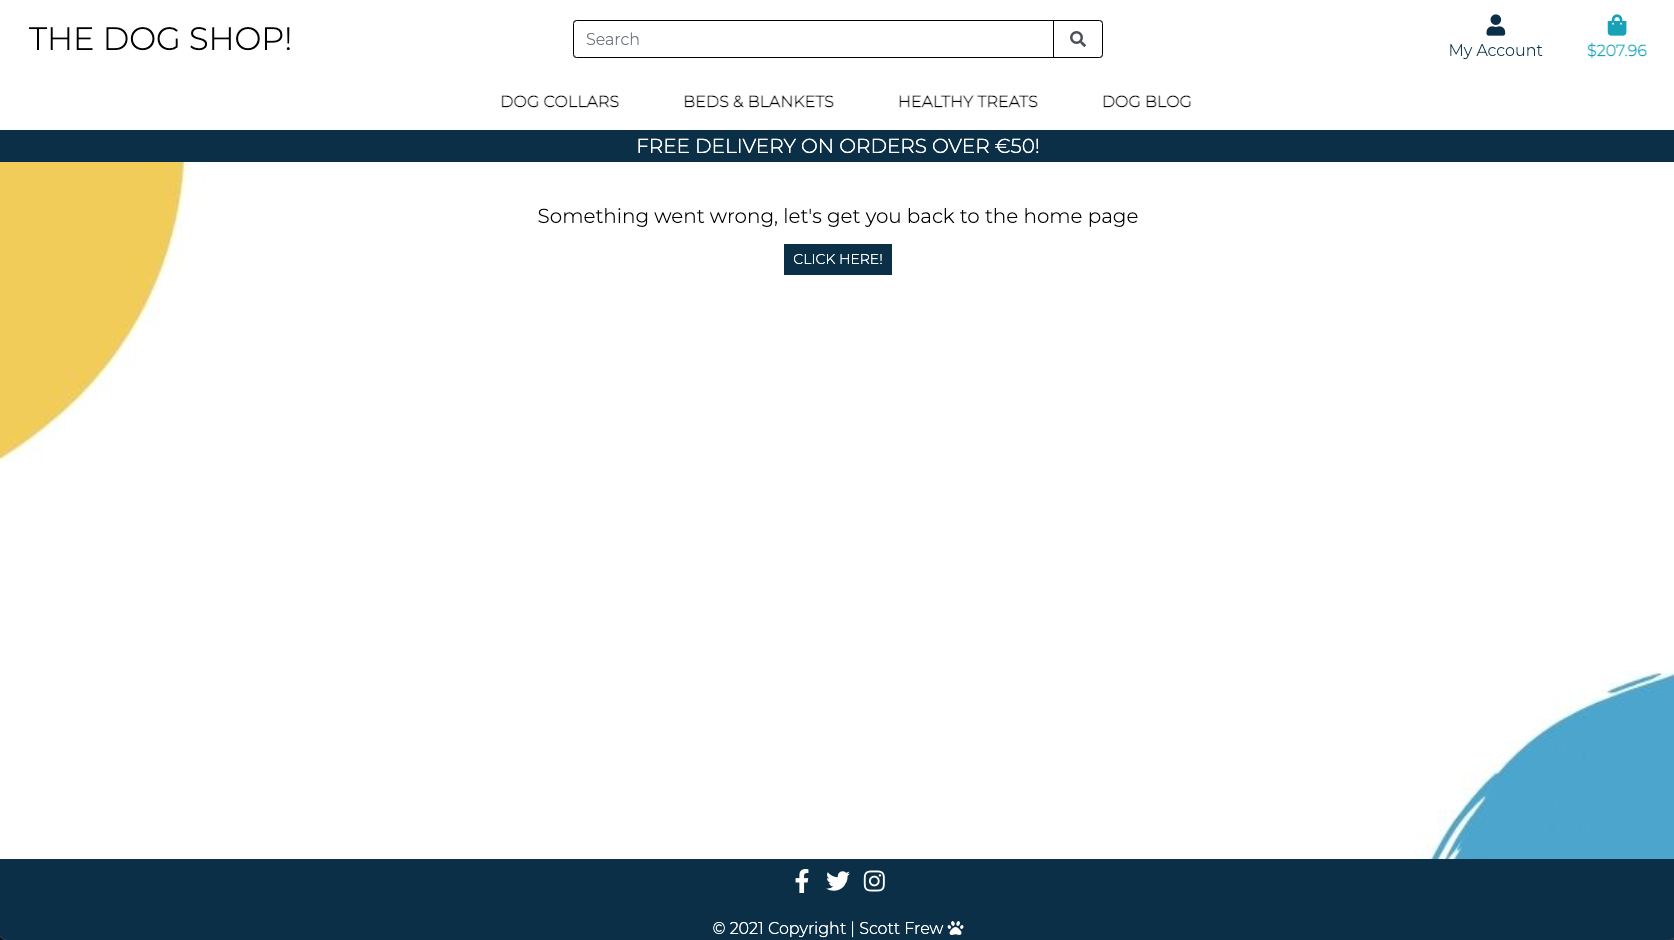 THE DOG SHOP!
Search
My Account
$207.96
DOG COLLARS
BEDS & BLANKETS
HEALTHY TREATS
DOG BLOG
FREE DELIVERY ON ORDERS OVER €50!
Something went wrong, let's get you back to the home page
CLICK HERE!
© 2021 Copyright | Scott Frew